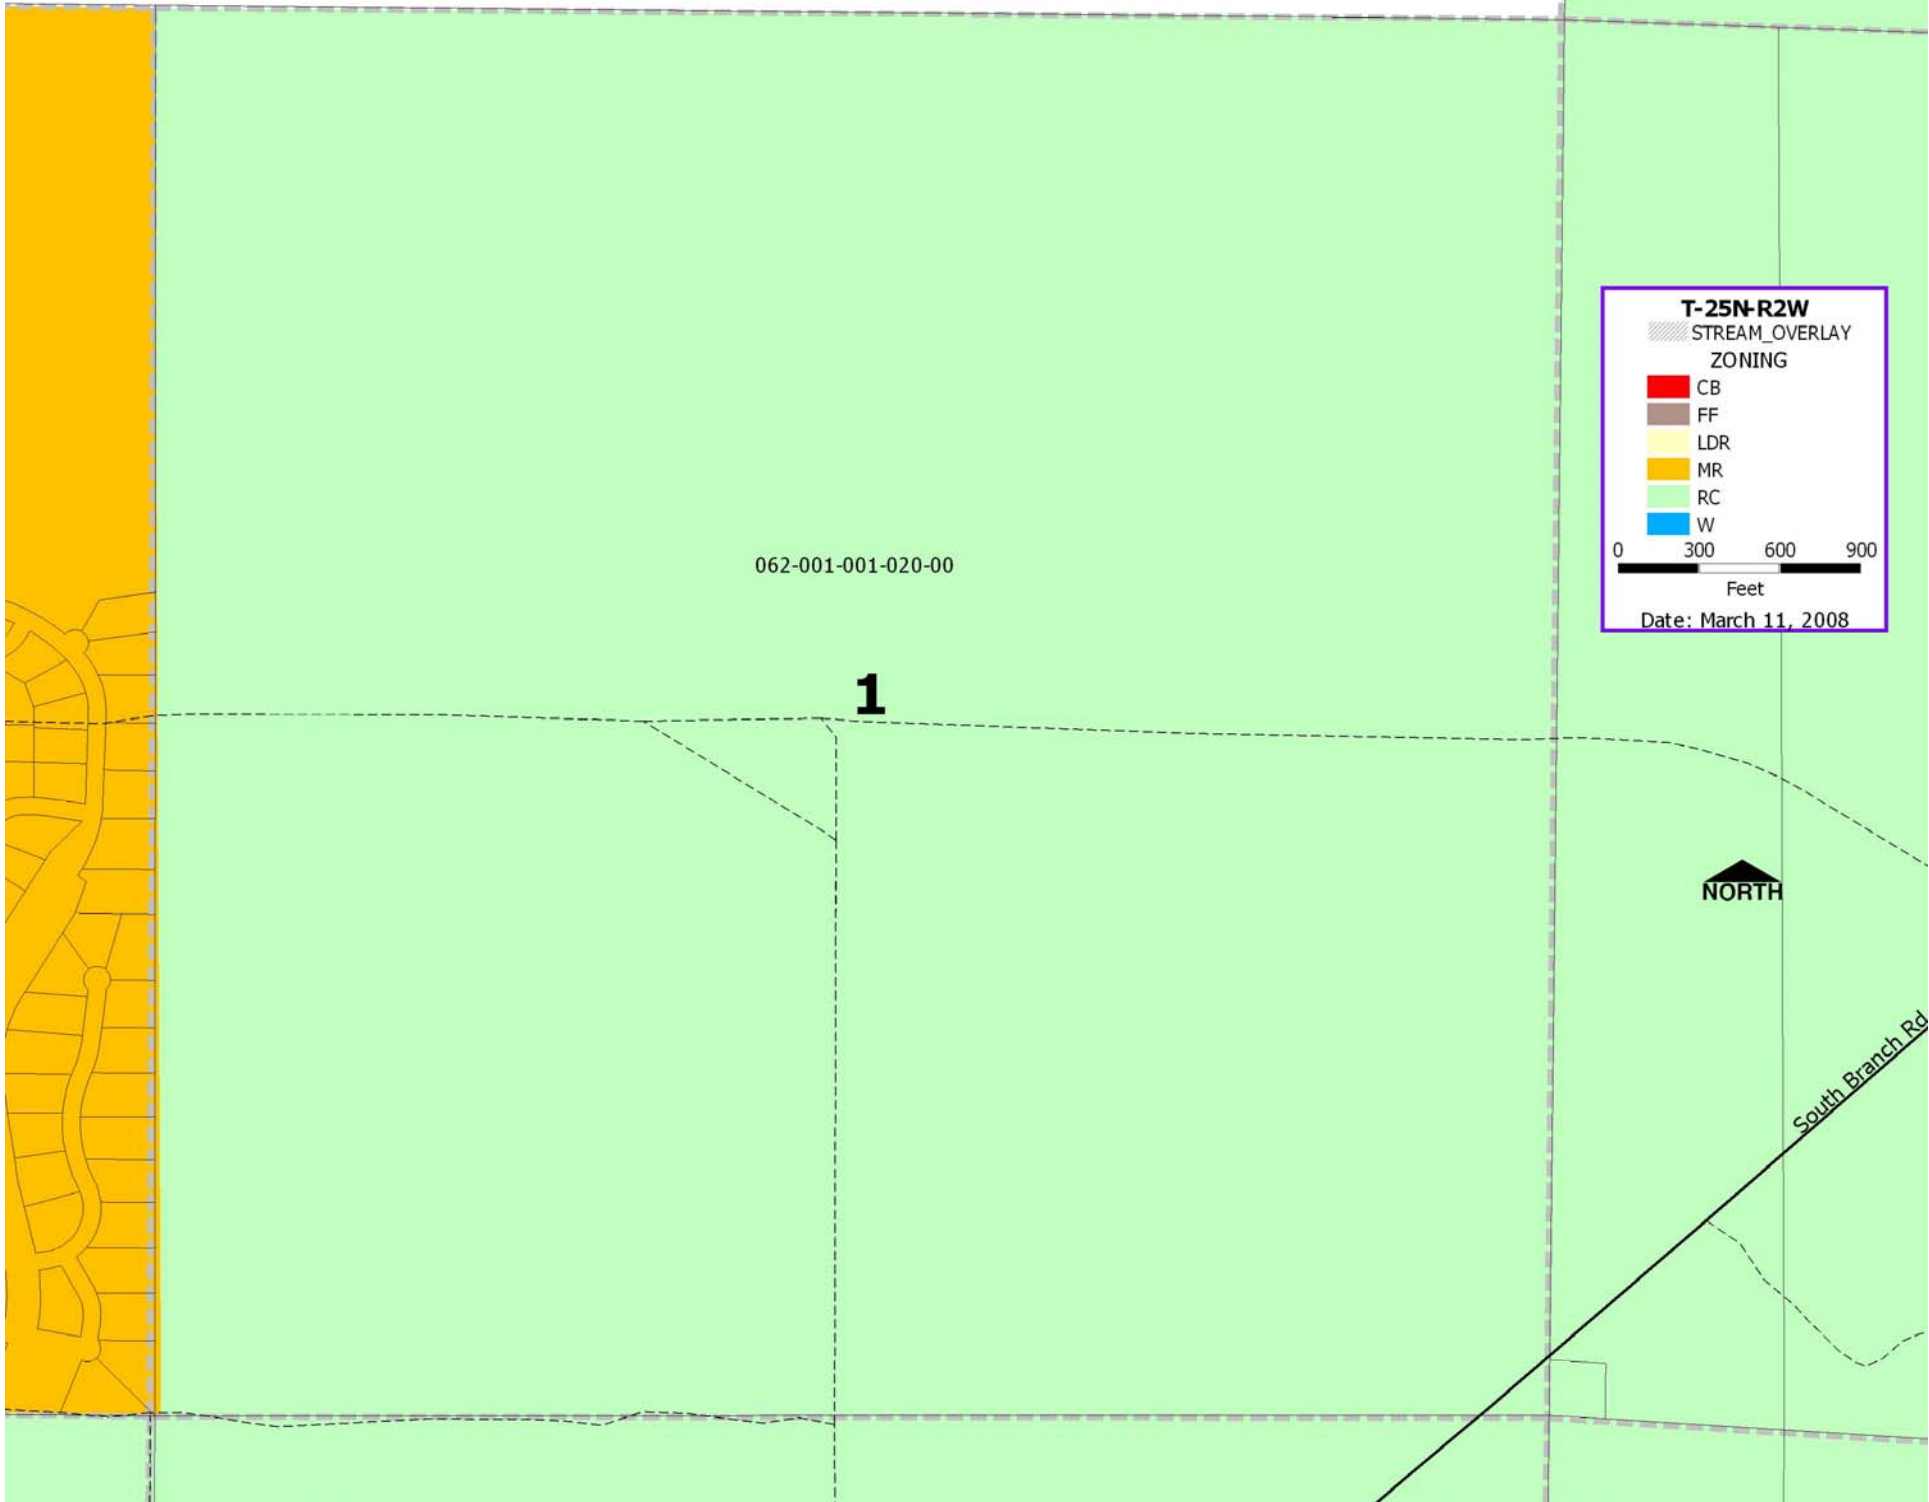 T-25N-R2W
STREAM_OVERLAY
ZONING
CB
FF
LDR
MR
RC
W
0 300 600 900
Feet
Date: March 11, 2008
062-001-001-020-00
1
NORTH
South Branch Rd